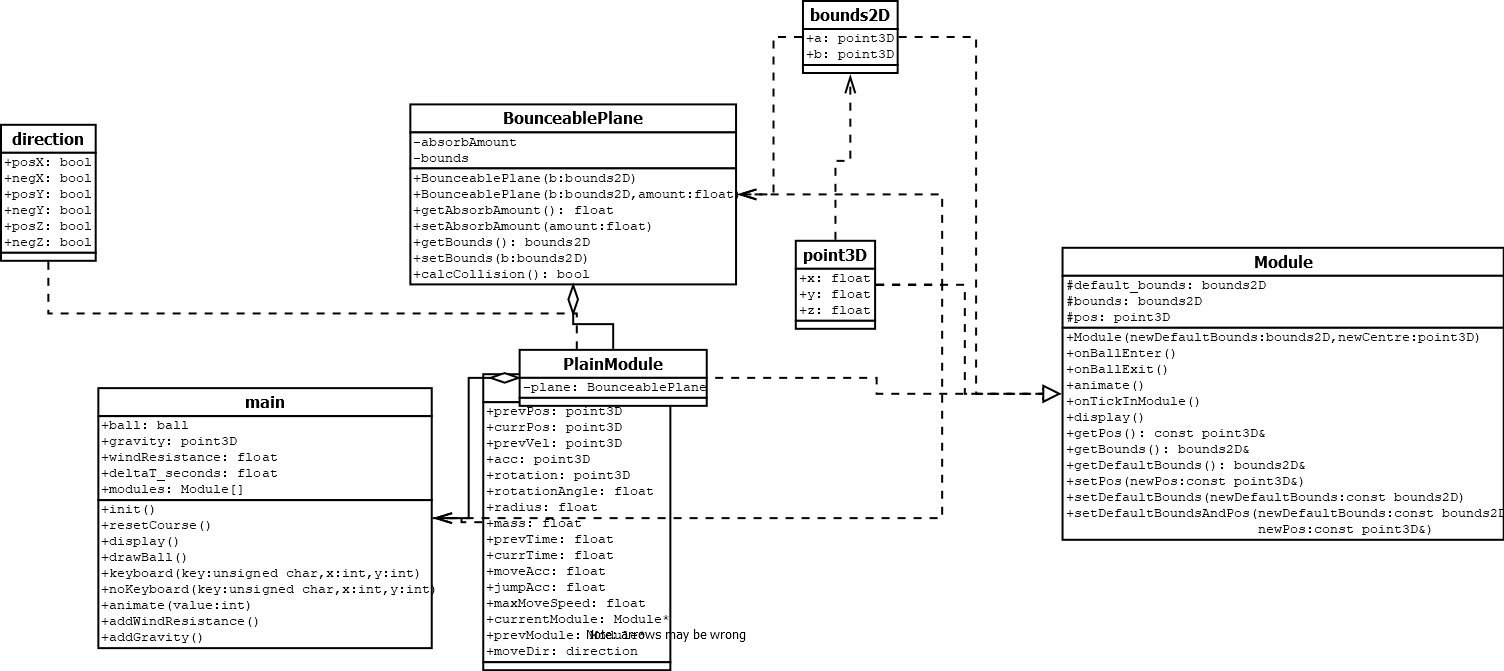 bounds2D
+a: point3D
+b: point3D
BounceablePlane
-absorbAmount
-bounds
+BounceablePlane(b:bounds2D)
+BounceablePlane(b:bounds2D,amount:float)
+getAbsorbAmount(): float
+setAbsorbAmount(amount:float)
+getBounds(): bounds2D
+setBounds(b:bounds2D)
+calcCollision(): bool
direction
+posX: bool
+negX: bool
+posY: bool
+negY: bool
+posZ: bool
+negZ: bool
point3D
+x: float
+y: float
+z: float
Module
#default_bounds: bounds2D
#bounds: bounds2D
#pos: point3D
+Module(newDefaultBounds:bounds2D,newCentre:point3D)
+onBallEnter()
+onBallExit()
+animate()
+onTickInModule()
+display()
+getPos(): const point3D&
+getBounds(): bounds2D&
+getDefaultBounds(): bounds2D&
+setPos(newPos:const point3D&)
+setDefaultBounds(newDefaultBounds:const bounds2D)
+setDefaultBoundsAndPos(newDefaultBounds:const bounds2D
newPos:const point3D&)
PlainModule
-plane: BounceablePlane
+prevPos: point3D
+currPos: point3D
+prevVel: point3D
+acc: point3D
+rotation: point3D
+rotationAngle: float
+radius: float
+mass: float
+prevTime: float
+currTime: float
+moveAcc: float
+jumpAcc: float
+maxMoveSpeed: float
+currentModule: Module*
+prevModule: Module*
+moveDir: direction
Note: arrows may be wrong
main
+ball: ball
+gravity: point3D
+windResistance: float
+deltaT_seconds: float
+modules: Module[]
+init()
+resetCourse()
+display()
+drawBall()
+keyboard(key:unsigned char,x:int,y:int)
+noKeyboard(key:unsigned char,x:int,y:int)
+animate(value:int)
+addWindResistance()
+addGravity()